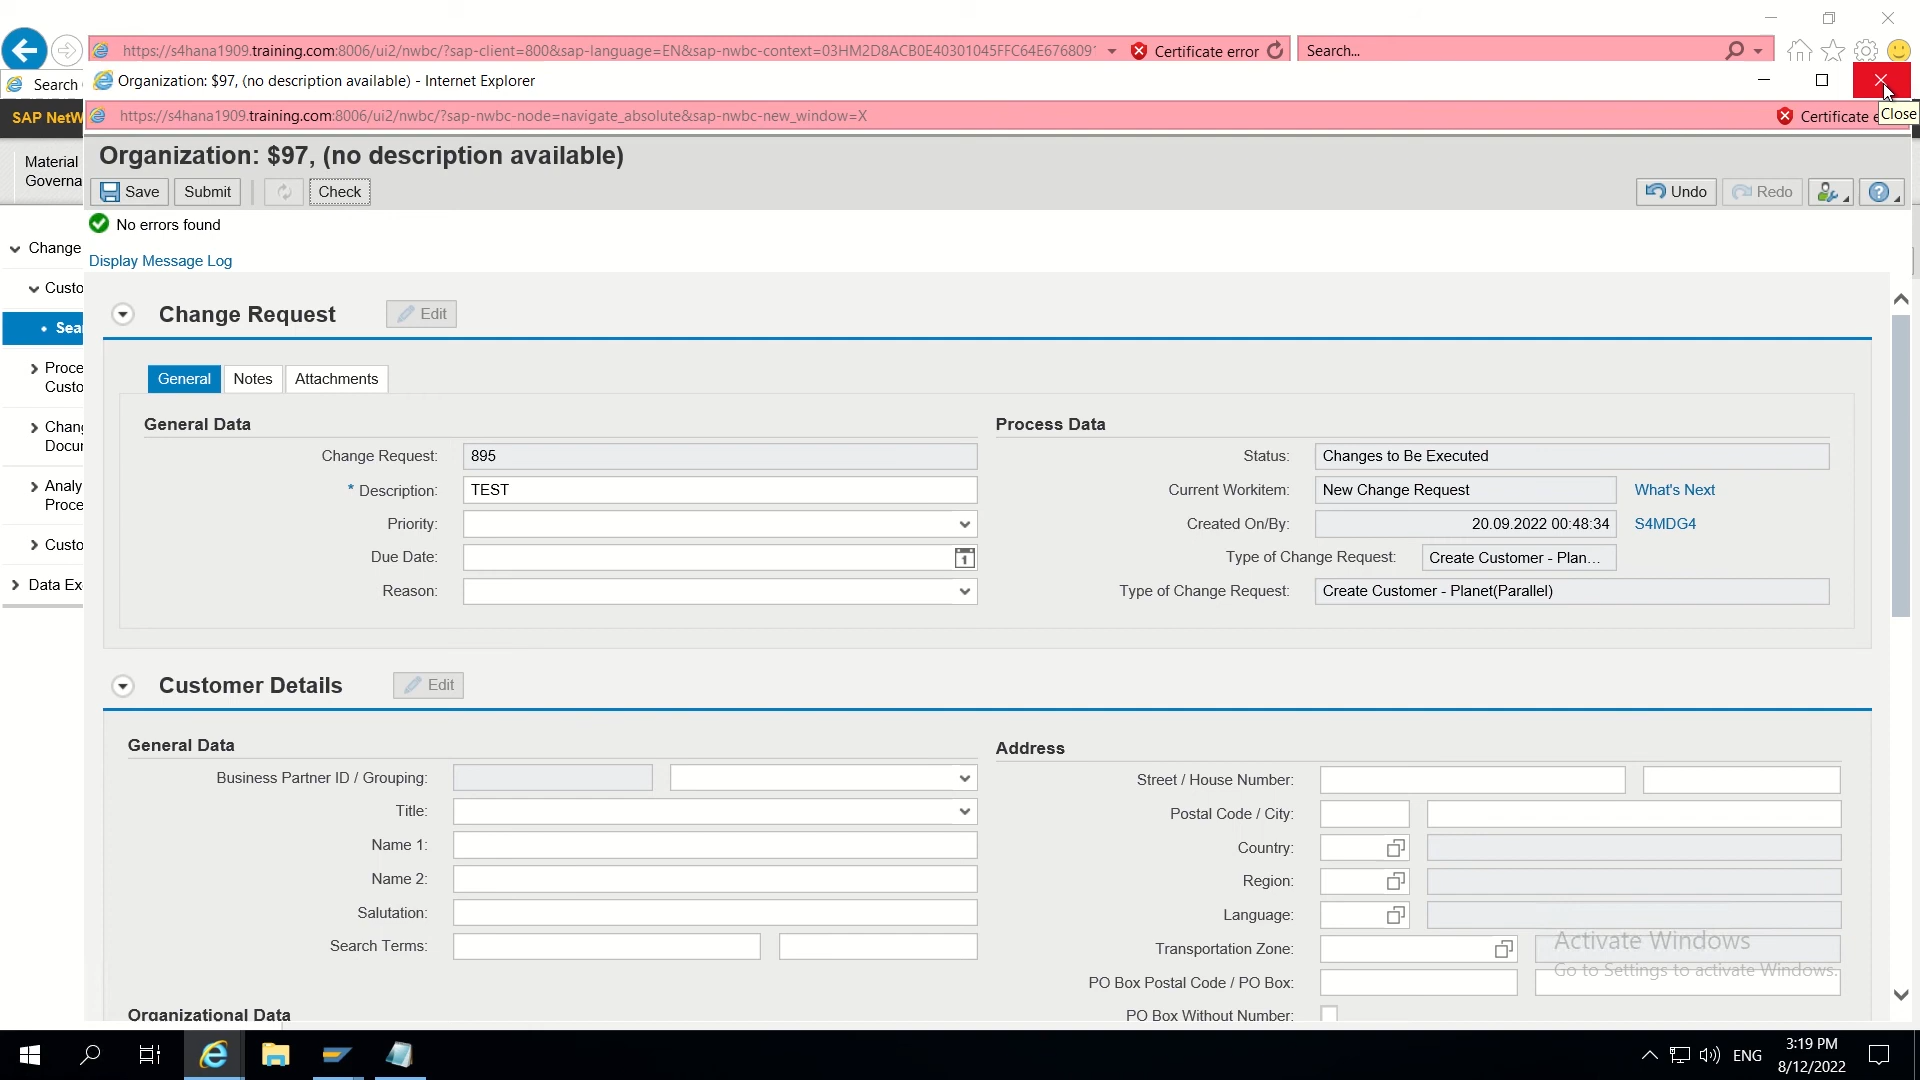 https://s4hana1909.training.com:8006/ui2/nwbc/?sap-client=800&sap-language=EN&sap-nwbc-context=03HM2D8ACB0E40301045FFC64E676809
Certificate error
Search...
Search
Organization: $97, (no description available) - Internet Explorer
https://s4hana1909.training.com:8006/ui2/nwbc/?sap-nwbc-node=navigate_absolute&sap-nwbc-new_window=X
Certificate e
Close
SAP NetW
Material
Governa
Organization: $97, (no description available)
Save
Submit
Check
Undo
Redo
No errors found
Display Message Log
Change
Custo
Sea
Proce
Custo
Chang
Docum
Analy
Proce
Custo
Data Ex
Change Request
Edit
General
Notes
Attachments
General Data
Change Request: 895
* Description: TEST
Priority:
Due Date:
Reason:
Process Data
Status: Changes to Be Executed
Current Workitem: New Change Request What's Next
Created On/By: 20.09.2022 00:48:34 S4MDG4
Type of Change Request: Create Customer - Plan...
Type of Change Request: Create Customer - Planet(Parallel)
Customer Details
Edit
General Data
Business Partner ID / Grouping:
Title:
Name 1:
Name 2:
Salutation:
Search Terms:
Organizational Data
Address
Street / House Number:
Postal Code / City:
Country:
Region:
Language:
Transportation Zone:
PO Box Postal Code / PO Box:
PO Box Without Number:
Activate Windows
Go to Settings to activate Windows.
ENG
3:19 PM
8/12/2022